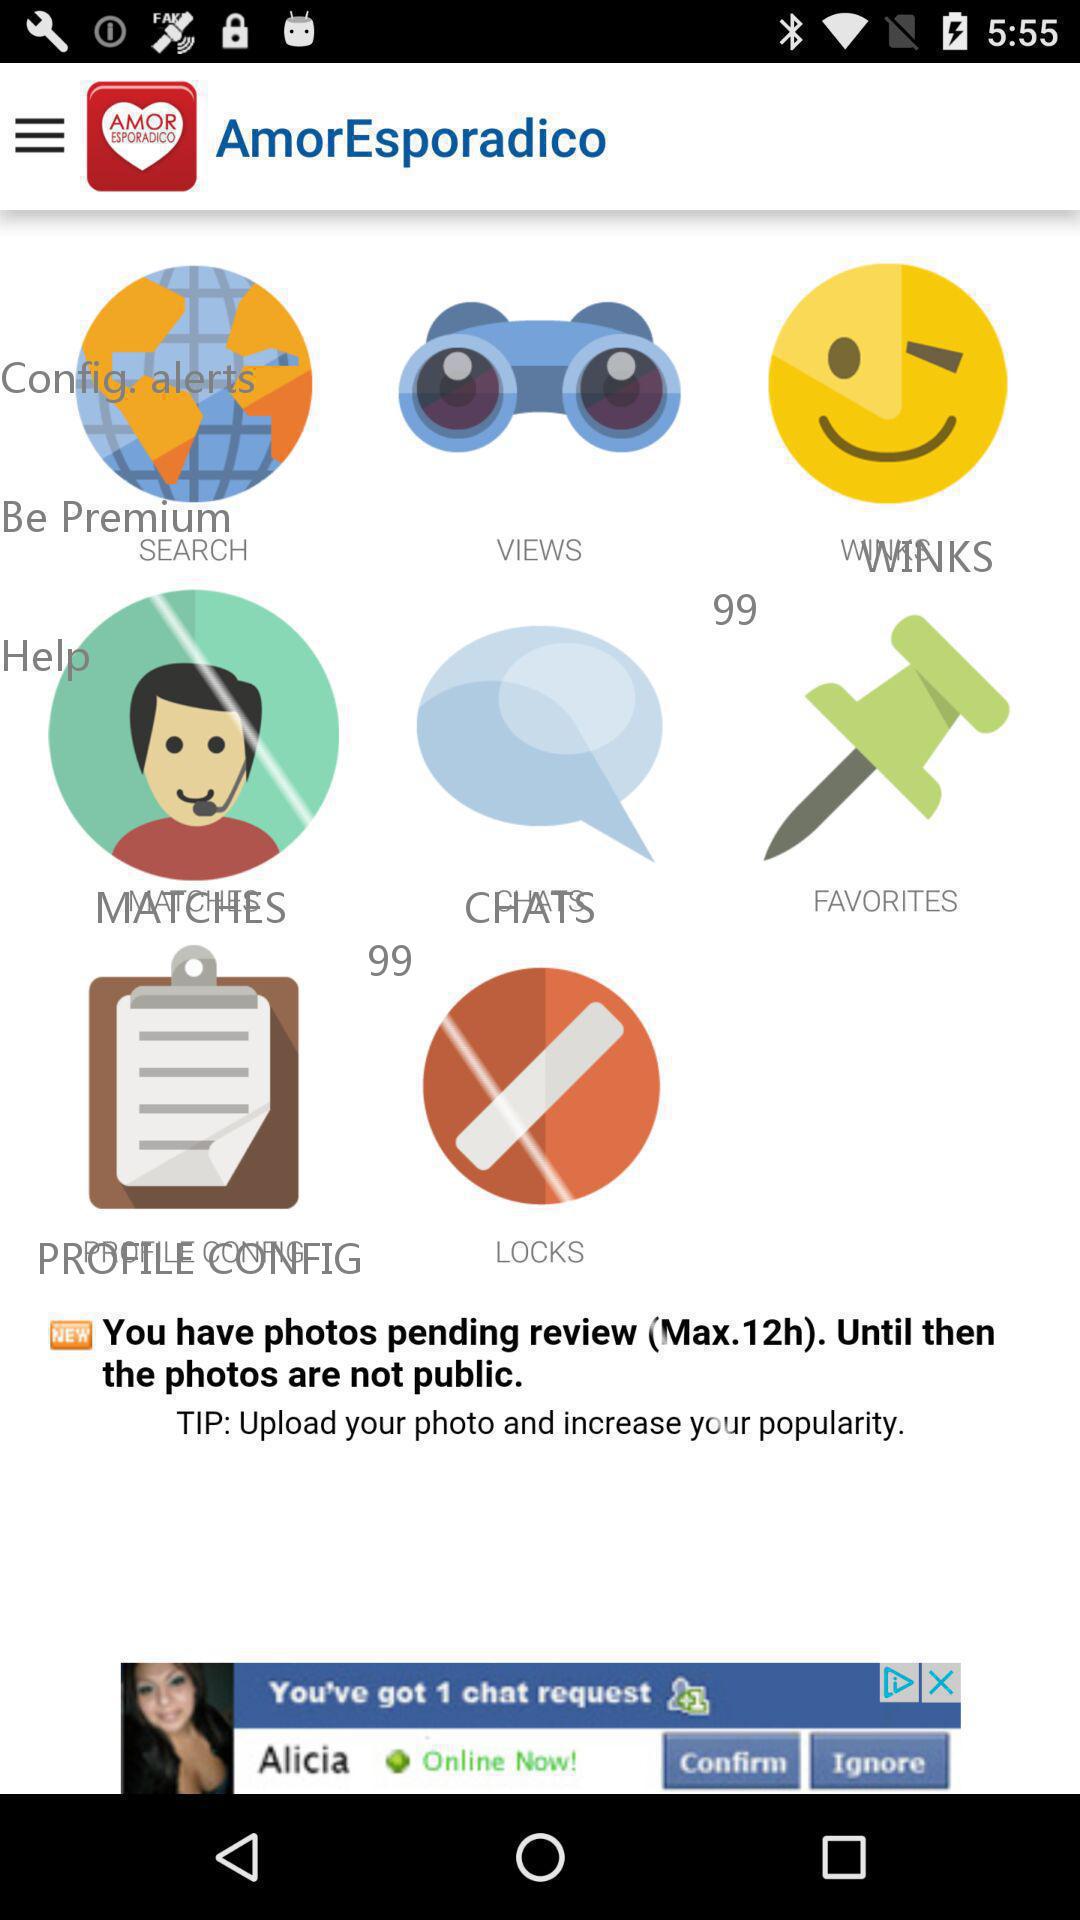 FAKE
5:55
AMOR
ESPORADICO
AmorEsporadico
Config. alerts
Be Premium
SEARCH
VIEWS
WINKS
WINKS
99
Help
MATCHES
MATCHES
CHATS
CHATS
FAVORITES
99
PROFILE CONFIG
PROFILE CONFIG
LOCKS
NEW
You have photos pending review (Max.12h). Until then
the photos are not public.
TIP: Upload your photo and increase your popularity.
You've got 1 chat request
+1
Alicia
Online Now!
Confirm
Ignore